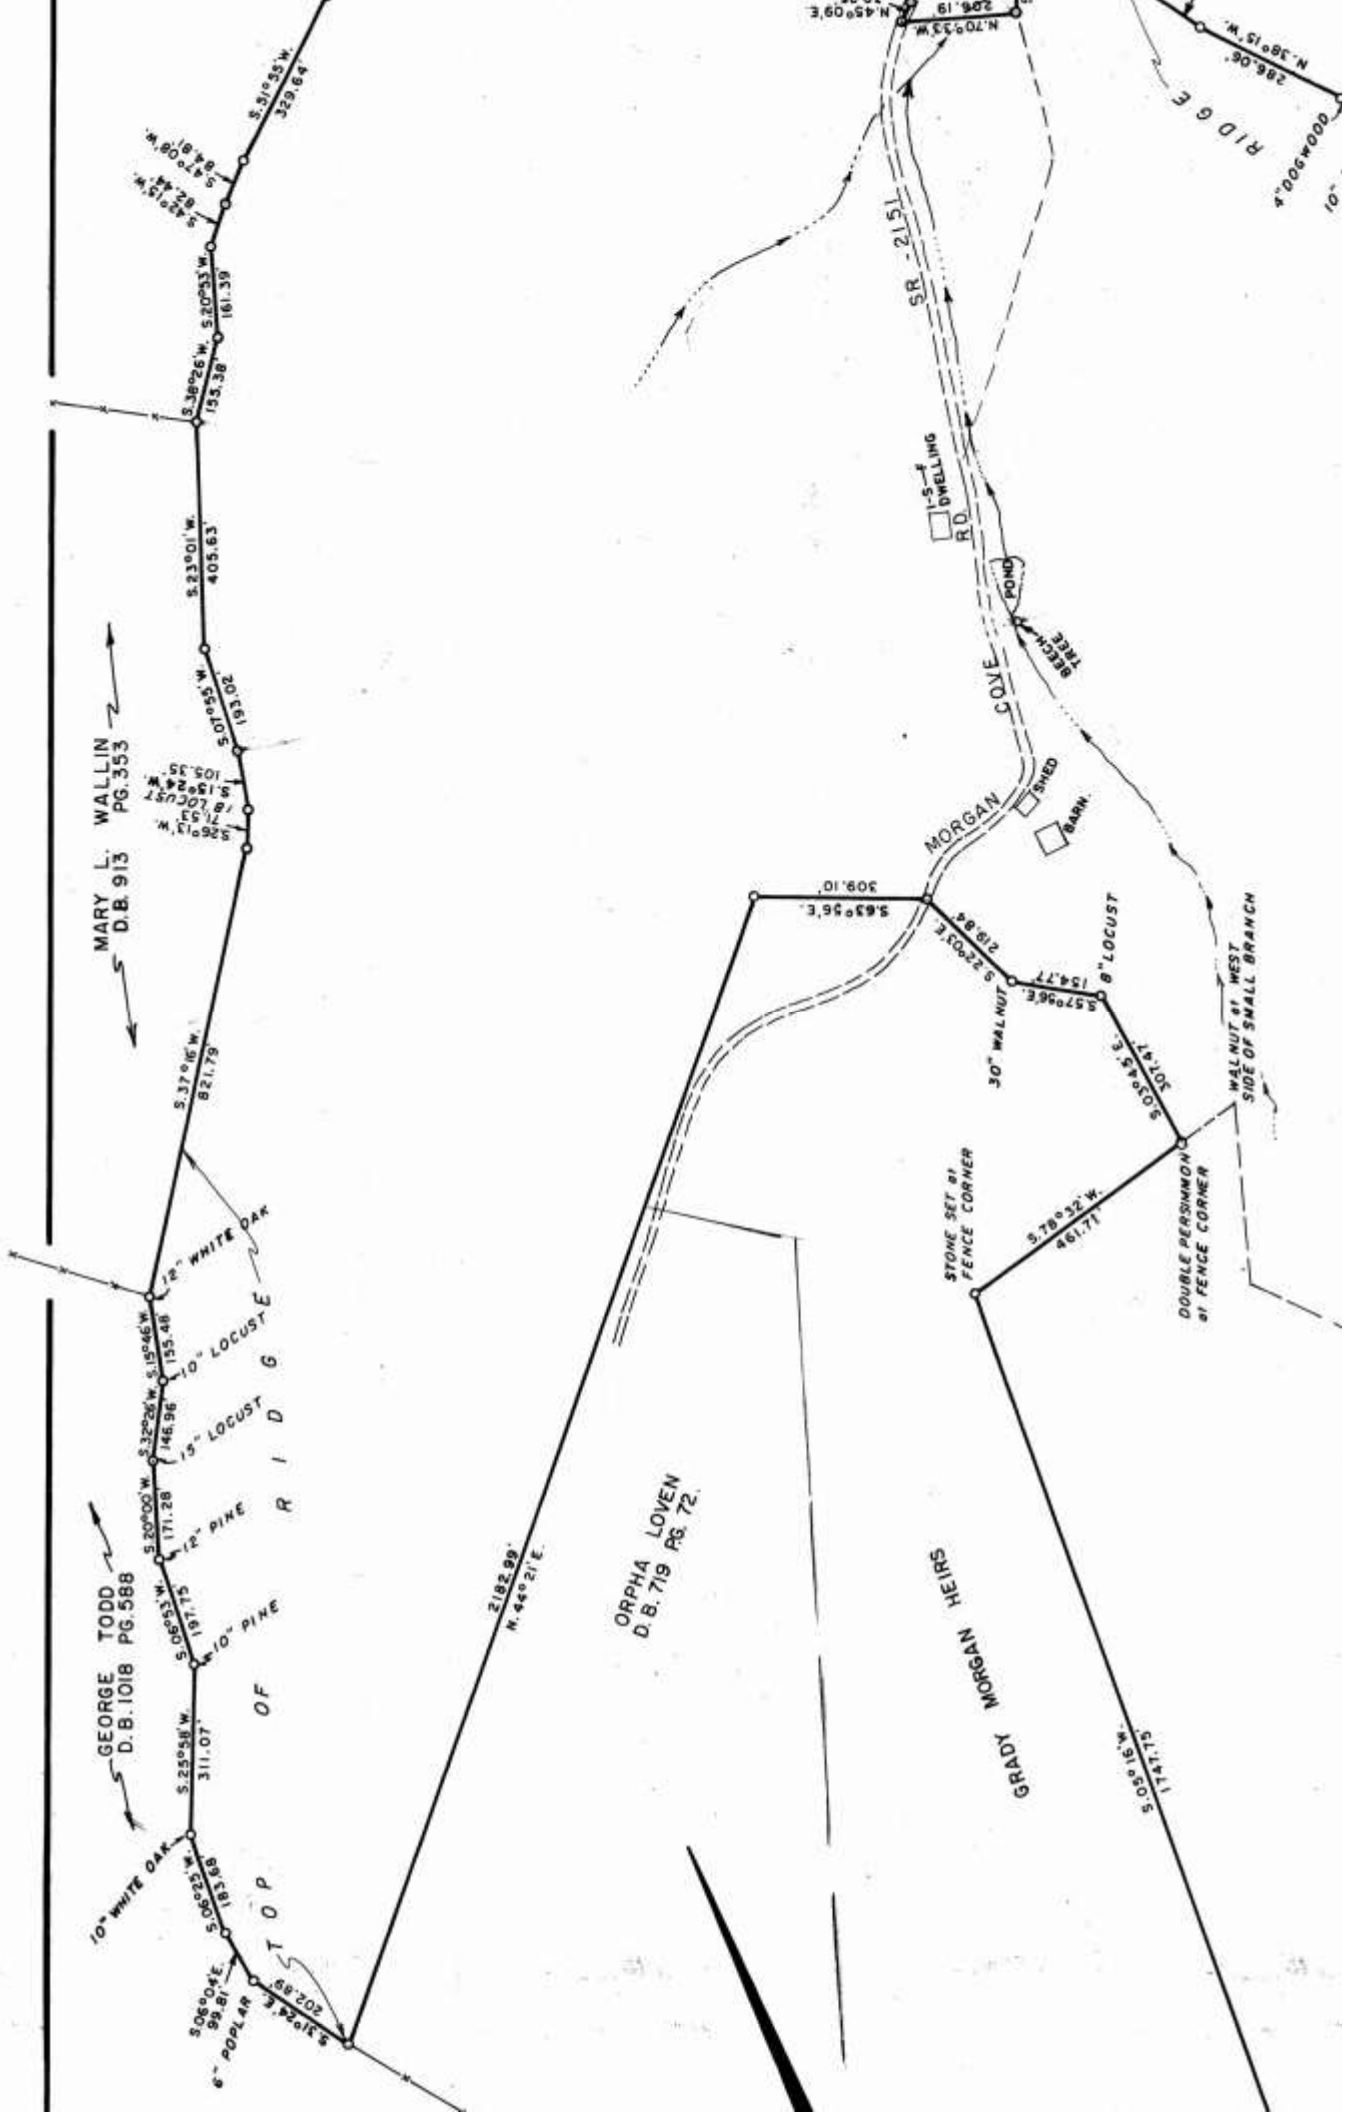 S.51°55'W.
329.64'
S.47°08'W.
84.81'
S.42°15'W.
82.44'
S.20°53'W.
161.39'
S.38°26'W.
155.38'
S.23°01'W.
405.63'
S.07°55'W.
193.02'
S.15°24'W.
105.35'
18" LOCUST
S.26°13'W.
71.53'
MARY L. WALLIN
D.B. 913 PG. 353
S.37°16'W.
821.79'
12" WHITE OAK
S.15°46'W.
155.48'
10" LOCUST
S.32°26'W.
146.96'
15" LOCUST
S.20°00'W.
171.28'
12" PINE
S.06°53'W.
197.75'
10" PINE
GEORGE TODD
D.B. 1018 PG. 588
S.25°58'W.
311.07'
10" WHITE OAK
S.06°25'W.
183.68'
S.06°04'E.
99.81'
6" POPLAR
S.31°24'E.
202.89'
TOP OF RIDGE
2182.99'
N. 44°21'E.
ORPHA LOVEN
D.B. 719 PG. 72.
GRADY MORGAN HEIRS
S.05°16'W.
1747.75'
STONE SET at
FENCE CORNER
S.78°32'W.
461.71'
DOUBLE PERSIMMON
at FENCE CORNER
WALNUT at WEST
SIDE OF SMALL BRANCH
S.03°45'E.
307.47'
8" LOCUST
S.57°56'E.
154.77'
30" WALNUT
S.22°03'E.
219.84'
S.63°56'E.
309.10'
MORGAN COVE RD.
SR - 2151
SHED
BARN.
BEECH
TREE
POND
1-S-F
DWELLING
N.45°09'E.
N.70°33'W.
206.19'
N.38°15'W.
286.06'
RIDGE
4" DOGWOOD
10"